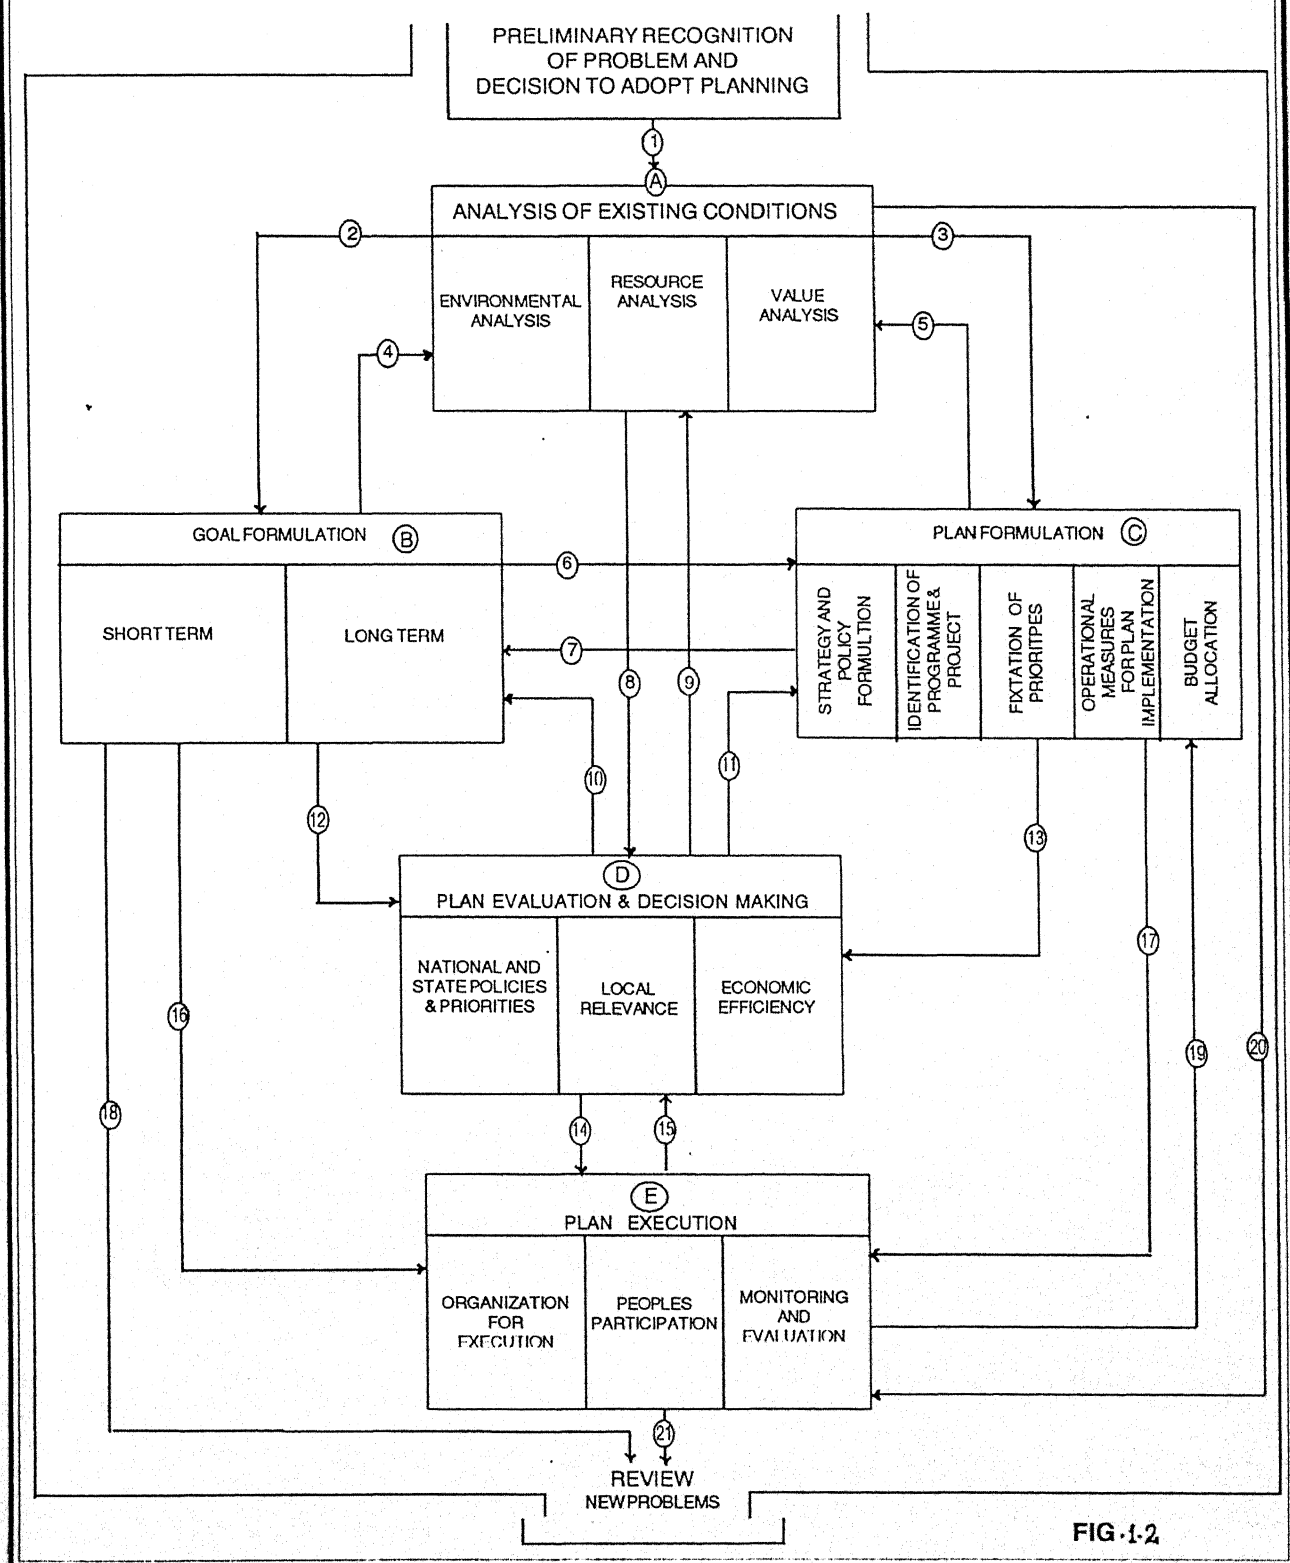 PRELIMINARY RECOGNITION
OF PROBLEM AND
DECISION TO ADOPT PLANNING
1
A
ANALYSIS OF EXISTING CONDITIONS
2
3
ENVIRONMENTAL
ANALYSIS
RESOURCE
ANALYSIS
VALUE
ANALYSIS
4
5
GOAL FORMULATION B
PLAN FORMULATION C
6
SHORT TERM
LONG TERM
STRATEGY AND
POLICY
FORMULTION
IDENTIFICATION OF
PROGRAMME &
PROJECT
FIXTATION OF
PRIORITPES
OPERATIONAL
MEASURES
FOR PLAN
IMPLEMENTATION
BUDGET
ALLOCATION
7
8
9
10
11
12
13
D
PLAN EVALUATION & DECISION MAKING
NATIONAL AND
STATE POLICIES
& PRIORITIES
LOCAL
RELEVANCE
ECONOMIC
EFFICIENCY
17
16
19
20
18
14
15
E
PLAN EXECUTION
ORGANIZATION
FOR
EXECUTION
PEOPLES
PARTICIPATION
MONITORING
AND
EVALUATION
21
REVIEW
NEW PROBLEMS
FIG.1.2